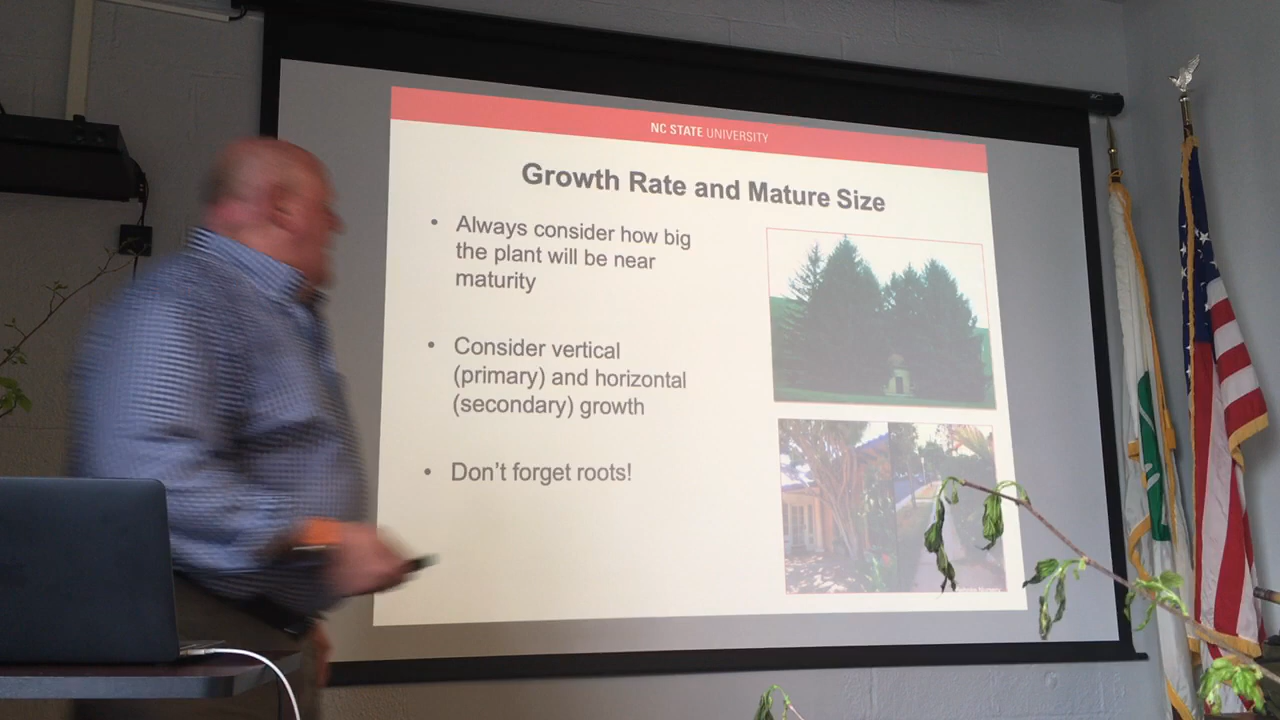 NC STATE UNIVERSITY
Growth Rate and Mature Size
• Always consider how big
the plant will be near
maturity
• Consider vertical
(primary) and horizontal
(secondary) growth
• Don’t forget roots!